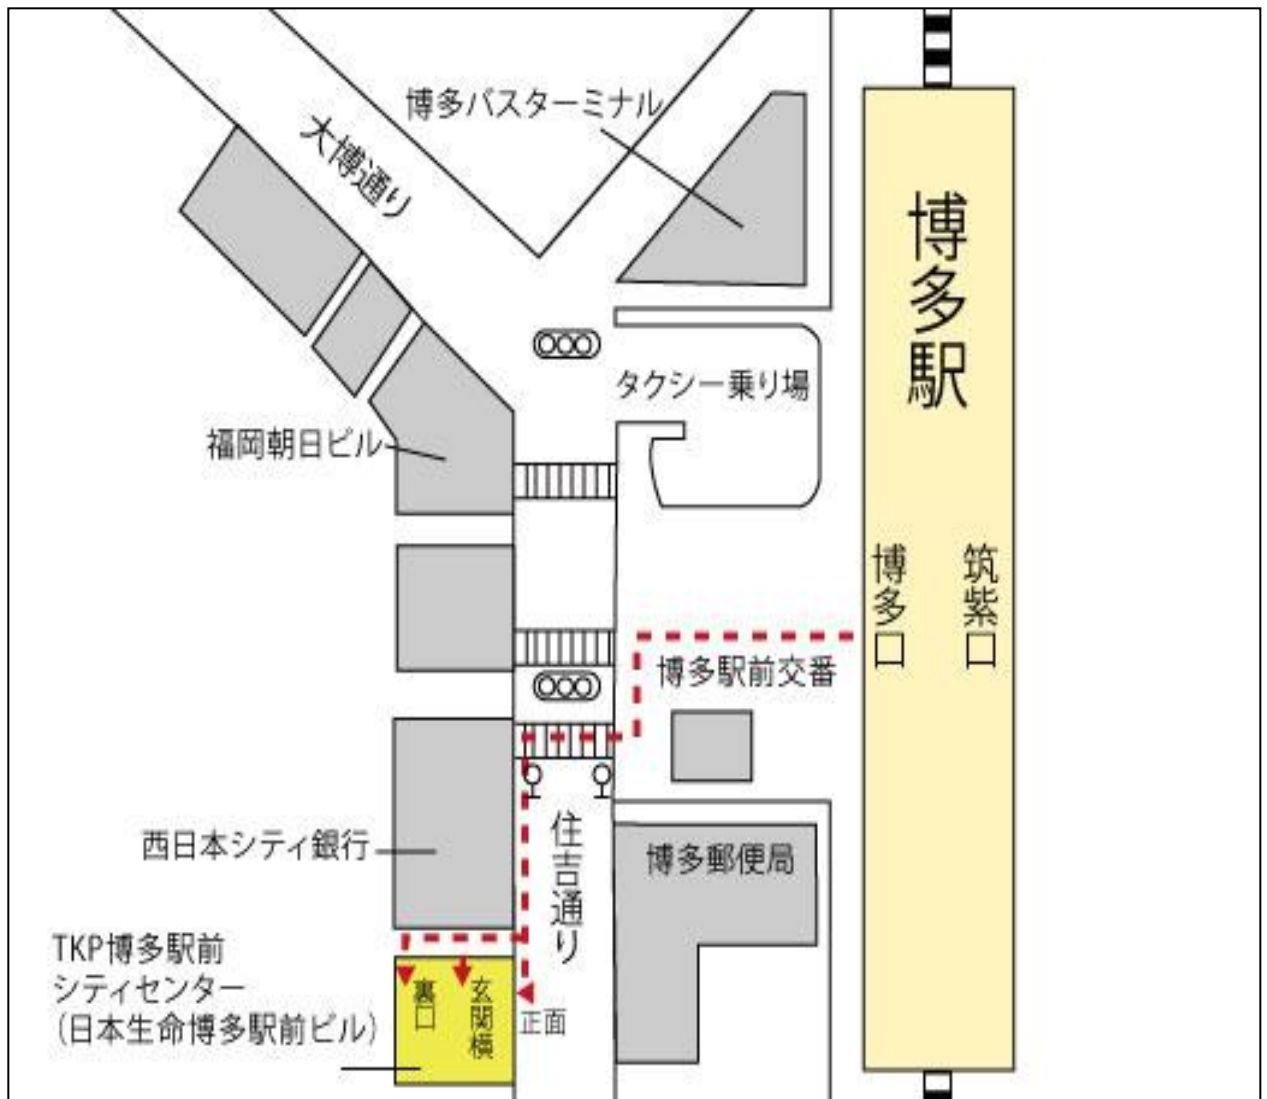 博多バスターミナル
大博通り
博多駅
タクシー乗り場
福岡朝日ビル
博多口
筑紫口
博多駅前交番
住吉通り
西日本シティ銀行
博多郵便局
TKP博多駅前
シティセンター
（日本生命博多駅前ビル）
裏口
玄関横
正面